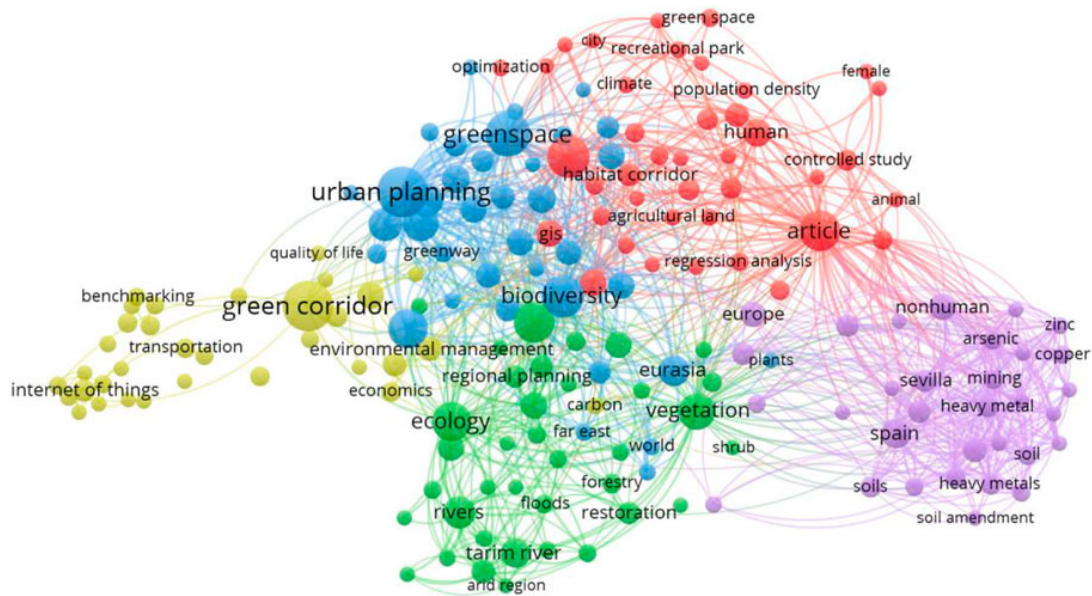 green space
city
recreational park
optimization
climate
female
population density
greenspace
human
controlled study
habitat corridor
urban planning
animal
agricultural land
article
gis
greenway
quality of life
regression analysis
benchmarking
biodiversity
green corridor
nonhuman
europe
zinc
arsenic
transportation
environmental management
copper
plants
internet of things
regional planning
eurasia
sevilla
mining
economics
carbon
heavy metal
vegetation
ecology
far east
spain
world
shrub
soil
forestry
heavy metals
soils
floods
rivers
restoration
soil amendment
tarim river
arid region